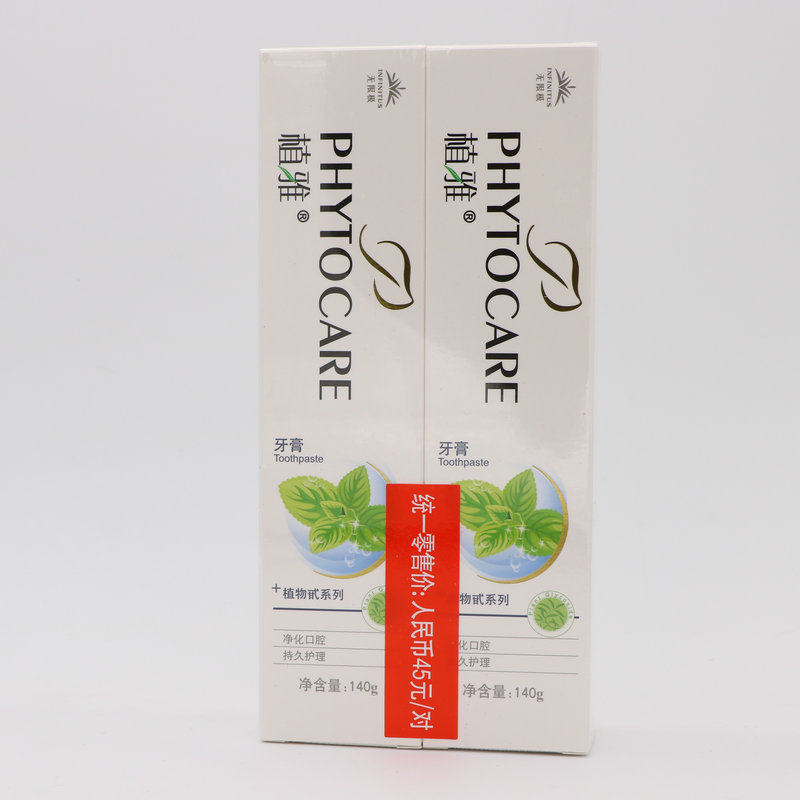 INFINITUS
无限极
PHYTOCARE
植雅®
牙膏
Toothpaste
+植物甙系列
净化口腔
持久护理
净含量:140g
INFINITUS
无限极
PHYTOCARE
植雅®
牙膏
Toothpaste
物甙系列
Plant Glycosides
化口腔
久护理
净含量:140g
统一零售价:人民币45元/对